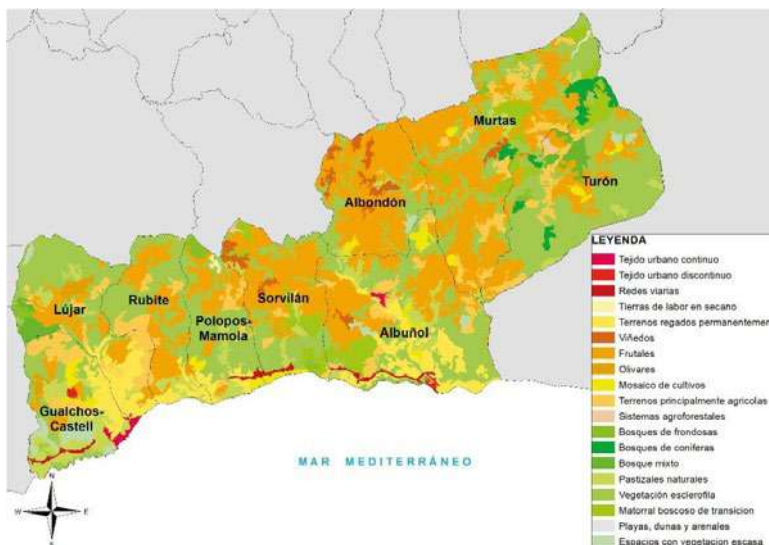 Murtas
Turón
Albondón
Lújar
Rubite
Polopos-
Mamola
Sorvilán
Albuñol
Gualchos-
Castell
MAR MEDITERRÁNEO
N
W
E
S
LEYENDA
Tejido urbano continuo
Tejido urbano discontinuo
Redes viarias
Tierras de labor en secano
Terrenos regados permanentemen
Viñedos
Frutales
Olivares
Mosaico de cultivos
Terrenos principalmente agricolas
Sistemas agroforestales
Bosques de frondosas
Bosques de coníferas
Bosque mixto
Pastizales naturales
Vegetación esclerofila
Matorral boscoso de transicion
Playas, dunas y arenales
Espacios con vegetacion escasa